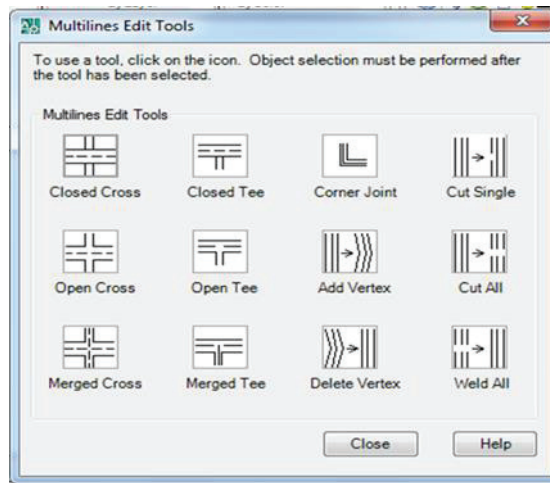 Multilines Edit Tools
To use a tool, click on the icon. Object selection must be performed after
the tool has been selected.
Multilines Edit Tools
Closed Cross Closed Tee Corner Joint Cut Single
Open Cross Open Tee Add Vertex Cut All
Merged Cross Merged Tee Delete Vertex Weld All
Close Help